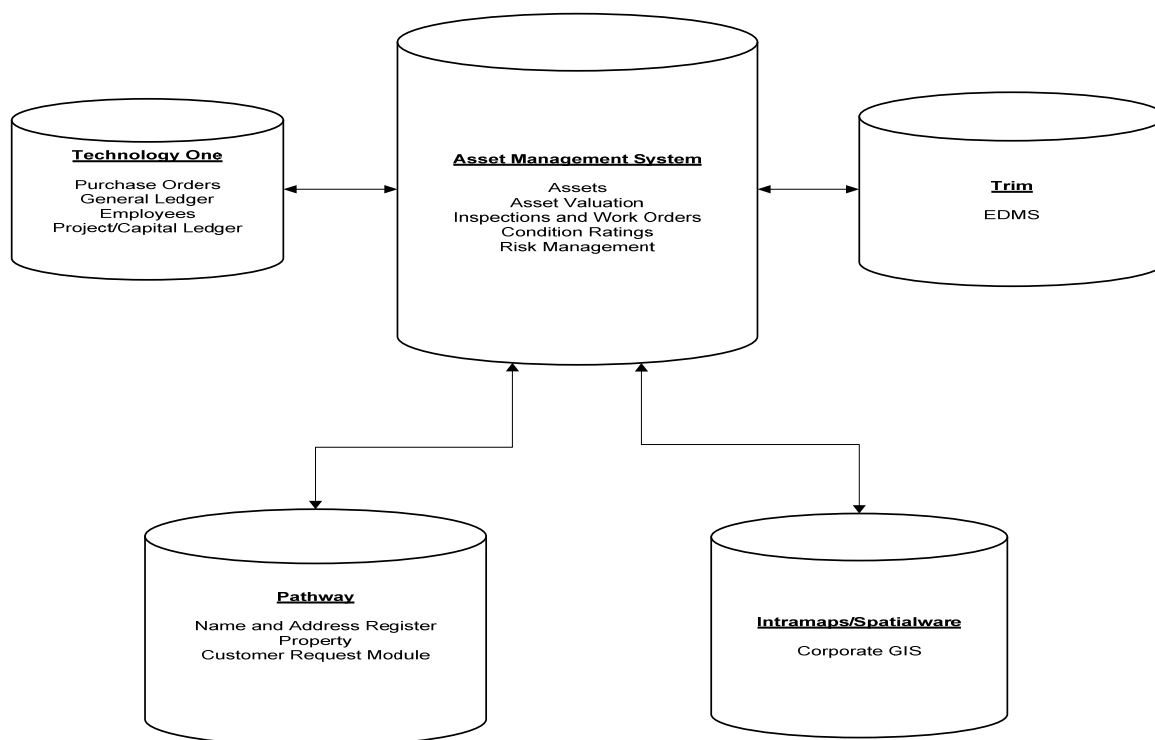 Technology One
Purchase Orders
General Ledger
Employees
Project/Capital Ledger
Asset Management System
Assets
Asset Valuation
Inspections and Work Orders
Condition Ratings
Risk Management
Trim
EDMS
Pathway
Name and Address Register
Property
Customer Request Module
Intramaps/Spatialware
Corporate GIS